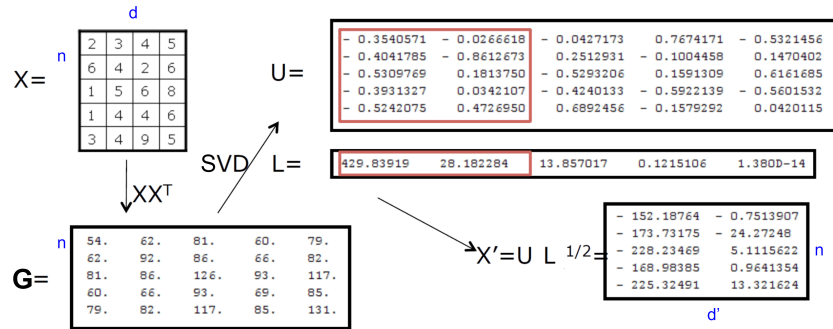 d
n
X=
2 3 4 5
6 4 2 6
1 5 6 8
1 4 4 6
3 4 9 5
U=
- 0.3540571 - 0.0266618 - 0.0427173 0.7674171 - 0.5321456
- 0.4041785 - 0.8612673 0.2512931 - 0.1004458 0.1470402
- 0.5309769 0.1813750 - 0.5293206 0.1591309 0.6161685
- 0.3931327 0.0342107 - 0.4240133 - 0.5922139 - 0.5601532
- 0.5242075 0.4726950 0.6892456 - 0.1579292 0.0420115
SVD
L=
429.83919 28.182284 13.857017 0.1215106 1.380D-14
XXT
n
G=
54. 62. 81. 60. 79.
62. 92. 86. 66. 82.
81. 86. 126. 93. 117.
60. 66. 93. 69. 85.
79. 82. 117. 85. 131.
X'=U L 1/2=
- 152.18764 - 0.7513907
- 173.73175 - 24.27248
- 228.23469 5.1115622
- 168.98385 0.9641354
- 225.32491 13.321624
n
d'